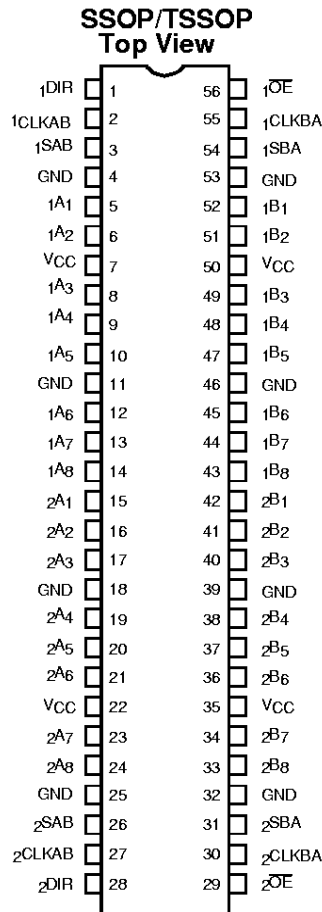 SSOP/TSSOP
Top View
1DIR 1 56 1O̅E̅
1CLKAB 2 55 1CLKBA
1SAB 3 54 1SBA
GND 4 53 GND
1A1 5 52 1B1
1A2 6 51 1B2
VCC 7 50 VCC
1A3 8 49 1B3
1A4 9 48 1B4
1A5 10 47 1B5
GND 11 46 GND
1A6 12 45 1B6
1A7 13 44 1B7
1A8 14 43 1B8
2A1 15 42 2B1
2A2 16 41 2B2
2A3 17 40 2B3
GND 18 39 GND
2A4 19 38 2B4
2A5 20 37 2B5
2A6 21 36 2B6
VCC 22 35 VCC
2A7 23 34 2B7
2A8 24 33 2B8
GND 25 32 GND
2SAB 26 31 2SBA
2CLKAB 27 30 2CLKBA
2DIR 28 29 2O̅E̅